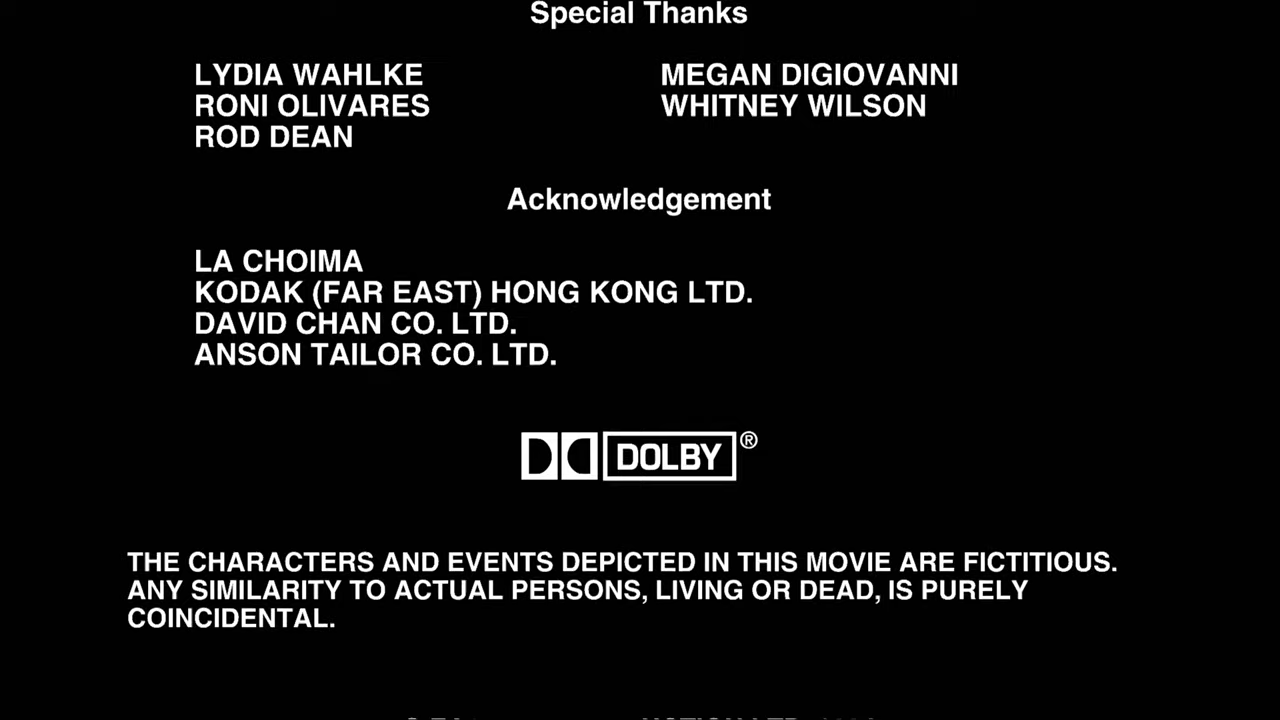 Special Thanks
LYDIA WAHLKE MEGAN DIGIOVANNI
RONI OLIVARES WHITNEY WILSON
ROD DEAN
Acknowledgement
LA CHOIMA
KODAK (FAR EAST) HONG KONG LTD.
DAVID CHAN CO. LTD.
ANSON TAILOR CO. LTD.
DOLBY ®
THE CHARACTERS AND EVENTS DEPICTED IN THIS MOVIE ARE FICTITIOUS.
ANY SIMILARITY TO ACTUAL PERSONS, LIVING OR DEAD, IS PURELY
COINCIDENTAL.